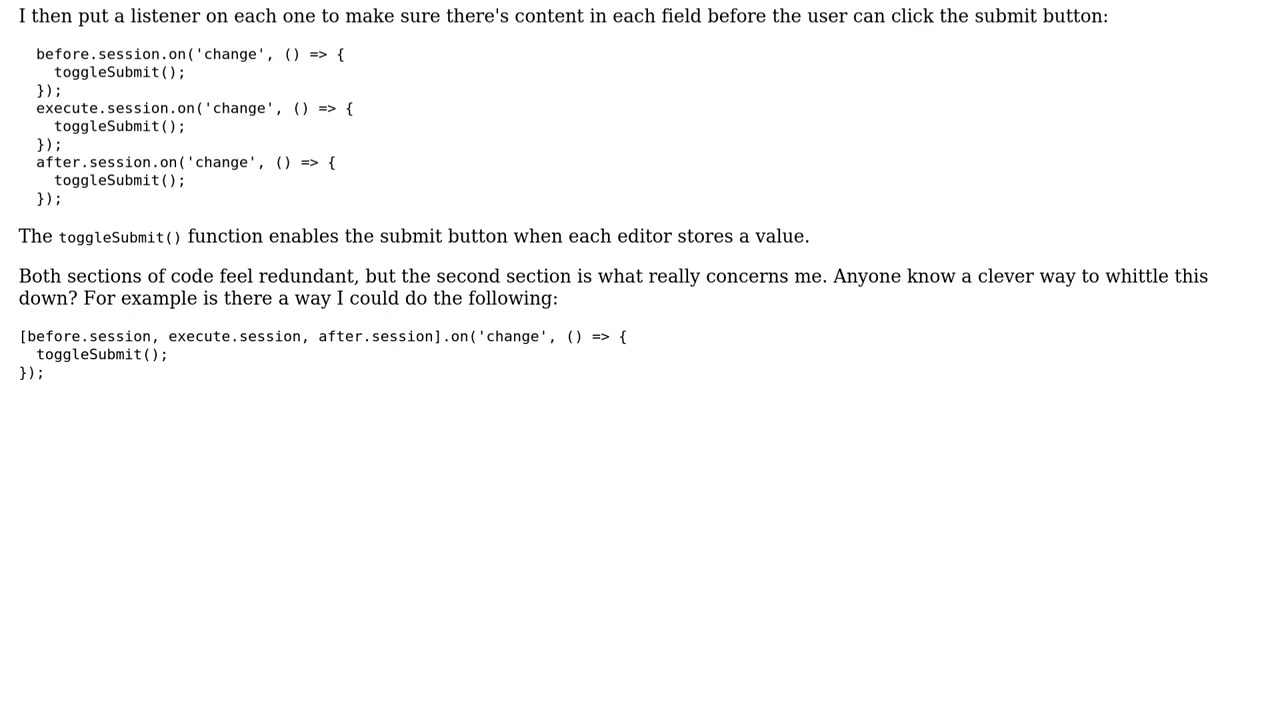 I then put a listener on each one to make sure there's content in each field before the user can click the submit button:
before.session.on('change', () => {
  toggleSubmit();
});
execute.session.on('change', () => {
  toggleSubmit();
});
after.session.on('change', () => {
  toggleSubmit();
});
The toggleSubmit() function enables the submit button when each editor stores a value.
Both sections of code feel redundant, but the second section is what really concerns me. Anyone know a clever way to whittle this
down? For example is there a way I could do the following:
[before.session, execute.session, after.session].on('change', () => {
  toggleSubmit();
});